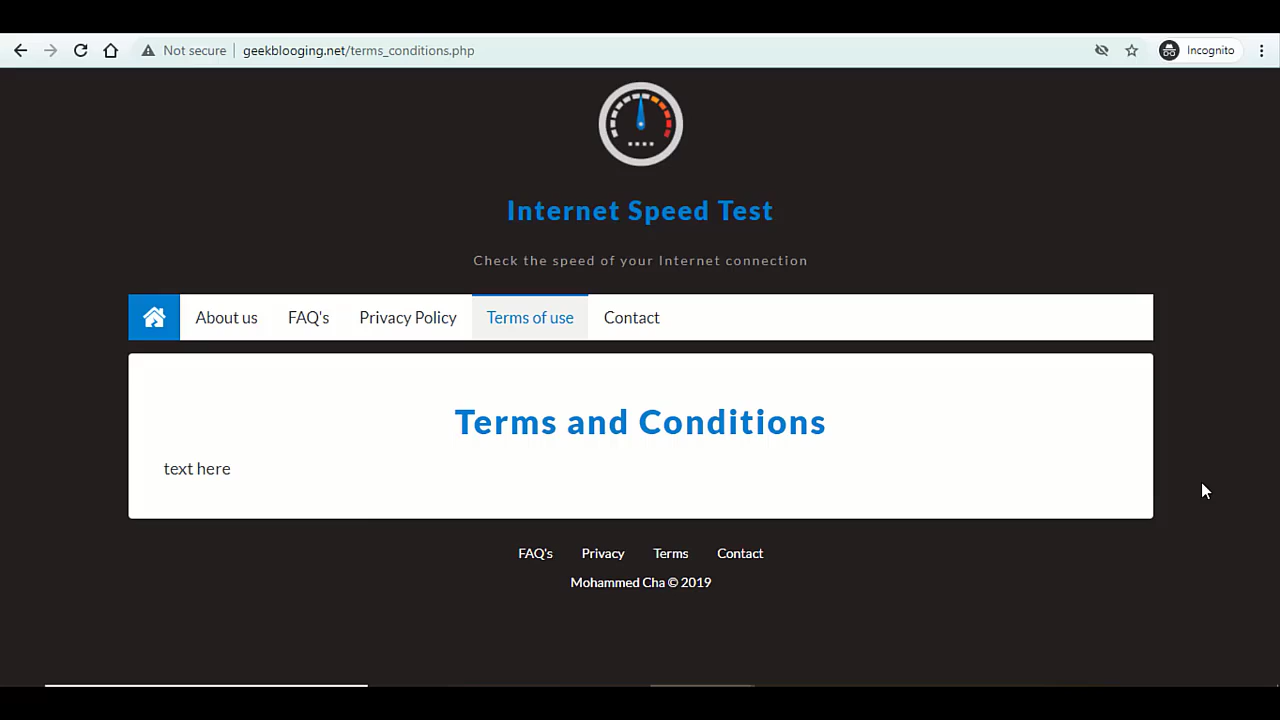 Not secure geekblooging.net/terms_conditions.php Incognito
Internet Speed Test
Check the speed of your Internet connection
About us FAQ's Privacy Policy Terms of use Contact
Terms and Conditions
text here
FAQ's Privacy Terms Contact
Mohammed Cha © 2019